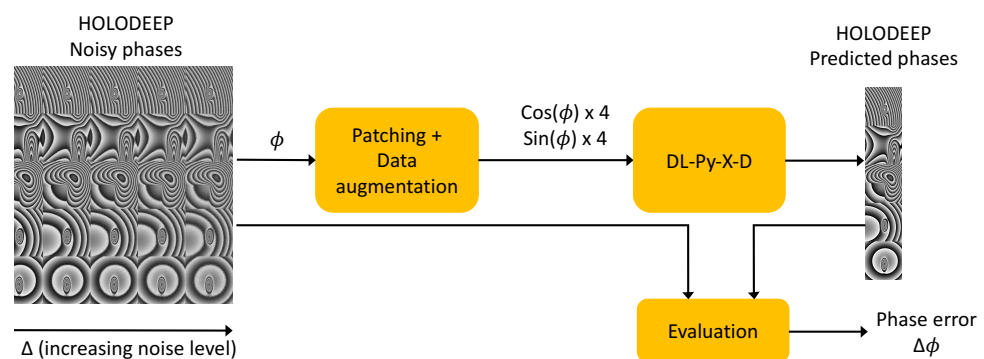 HOLODEEP
Noisy phases
ϕ
Patching +
Data
augmentation
Cos(ϕ) x 4
Sin(ϕ) x 4
DL-Py-X-D
HOLODEEP
Predicted phases
Evaluation
Phase error
Δϕ
Δ (increasing noise level)